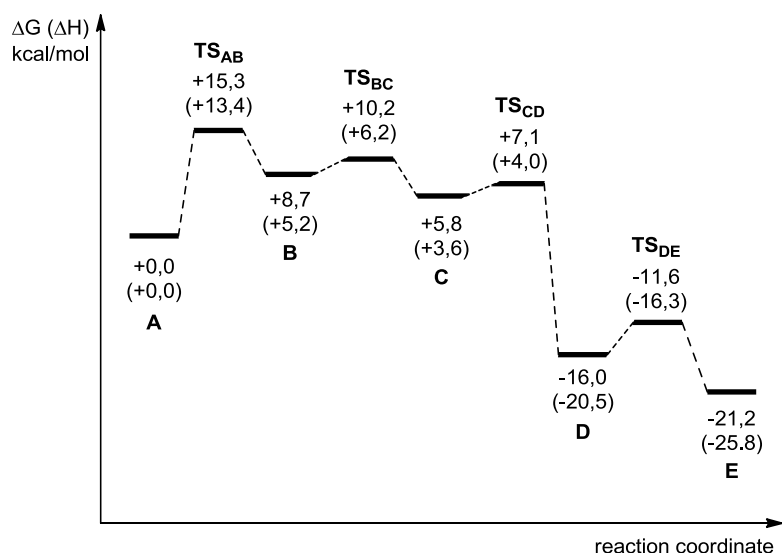 ΔG (ΔH)
kcal/mol
TSAB
+15,3
(+13,4)
TSBC
+10,2
(+6,2)
TSCD
+7,1
(+4,0)
+0,0
(+0,0)
A
+8,7
(+5,2)
B
+5,8
(+3,6)
C
TSDE
-11,6
(-16,3)
-16,0
(-20,5)
D
-21,2
(-25.8)
E
reaction coordinate